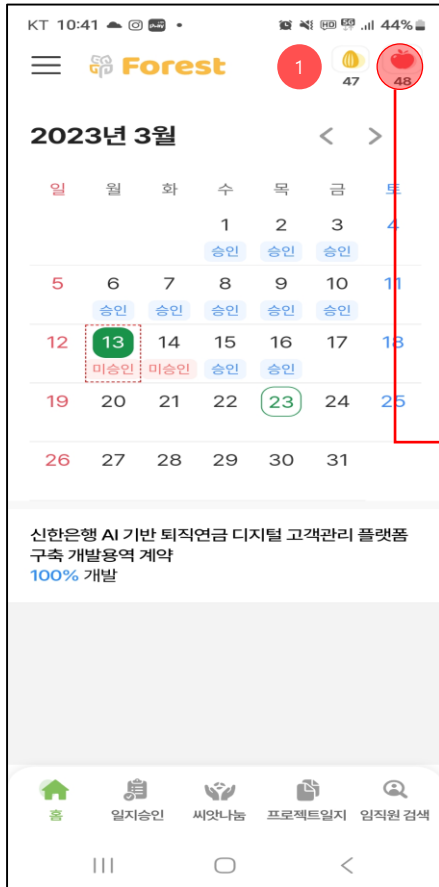 KT 10:41 44%
Forest
1
47 48
2023년 3월
일 월 화 수 목 금 토
1 2 3 4
승인 승인 승인
5 6 7 8 9 10 11
승인 승인 승인 승인 승인
12 13 14 15 16 17 18
미승인 미승인 승인 승인
19 20 21 22 23 24 25
26 27 28 29 30 31
신한은행 AI 기반 퇴직연금 디지털 고객관리 플랫폼
구축 개발용역 계약
100% 개발
홈 일지승인 씨앗나눔 프로젝트일지 임직원 검색